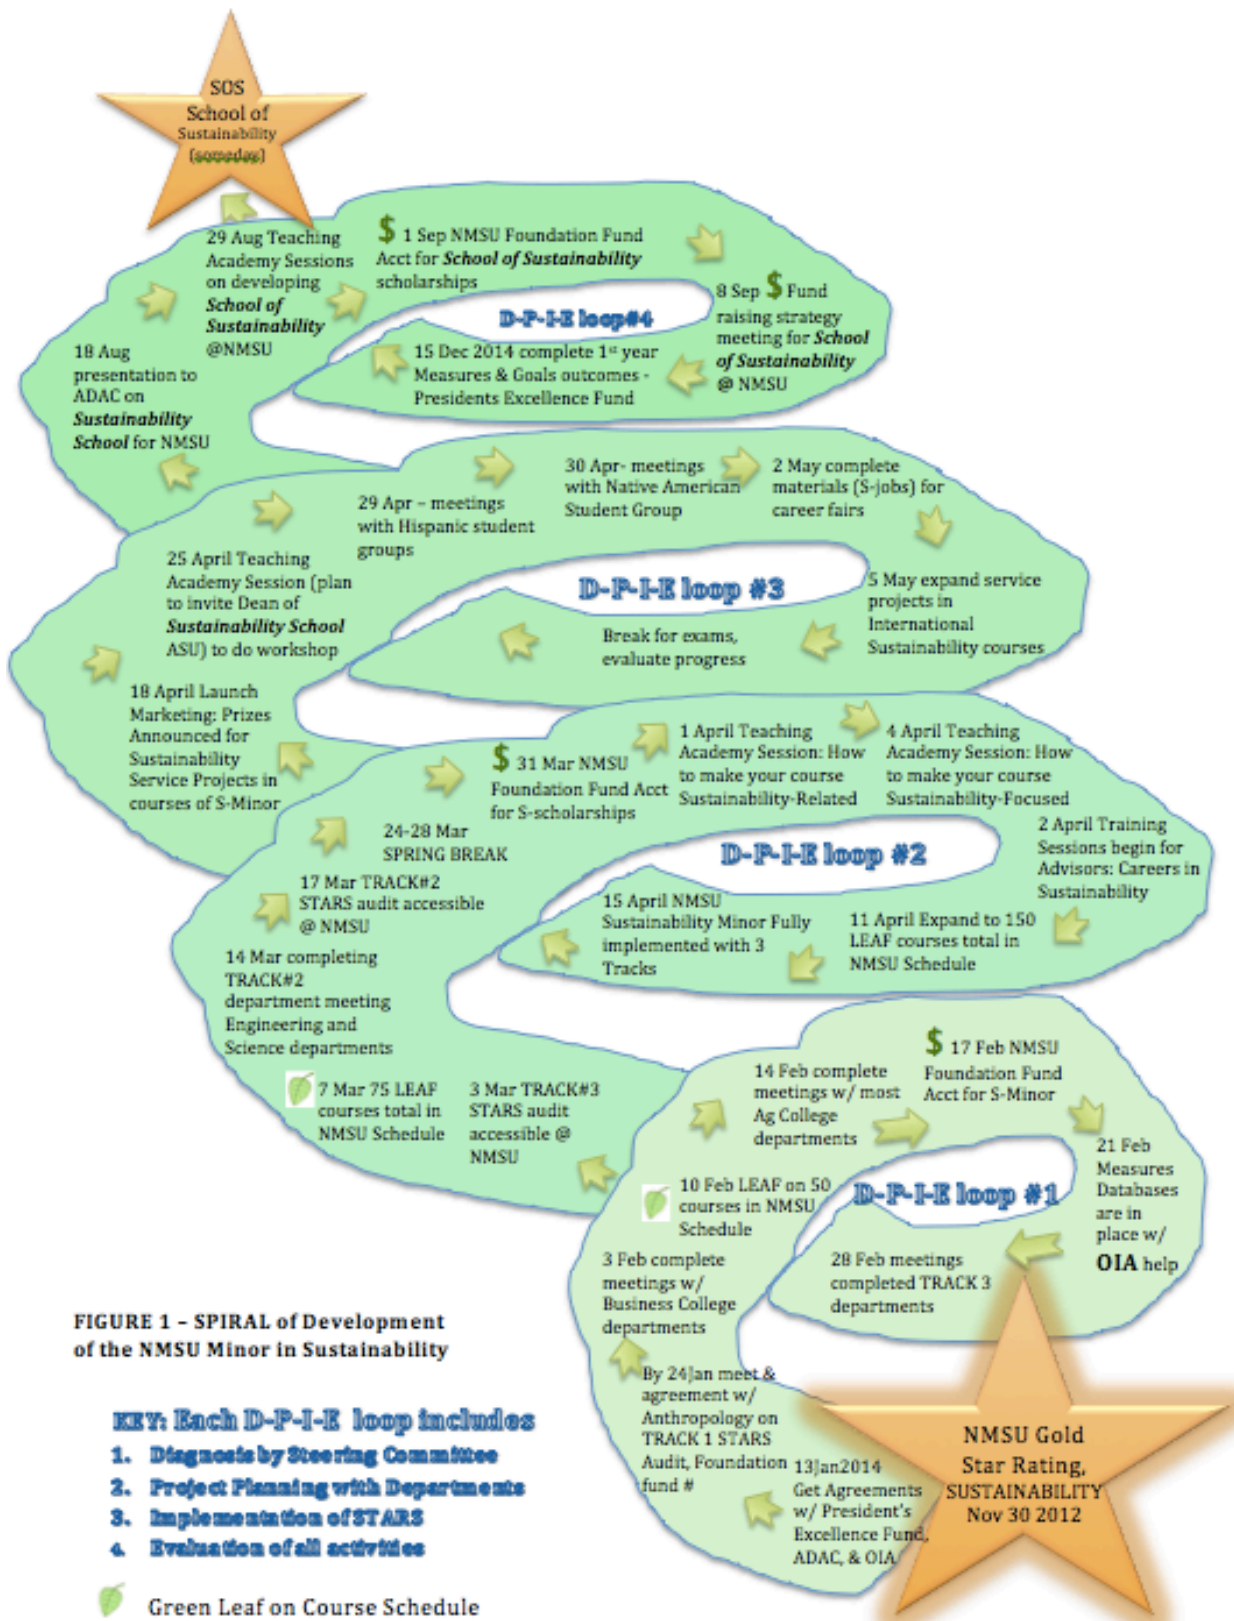 SOS
School of
Sustainability
(someday)
29 Aug Teaching
Academy Sessions
on developing
School of
Sustainability
@NMSU
$ 1 Sep NMSU Foundation Fund
Acct for School of Sustainability
scholarships
8 Sep $ Fund
raising strategy
meeting for School
of Sustainability
@ NMSU
D-P-I-E loop#4
15 Dec 2014 complete 1st year
Measures & Goals outcomes -
Presidents Excellence Fund
18 Aug
presentation to
ADAC on
Sustainability
School for NMSU
29 Apr – meetings
with Hispanic student
groups
30 Apr- meetings
with Native American
Student Group
2 May complete
materials (S-jobs) for
career fairs
25 April Teaching
Academy Session (plan
to invite Dean of
Sustainability School
ASU) to do workshop
D-P-I-E loop #3
5 May expand service
projects in
International
Sustainability courses
Break for exams,
evaluate progress
18 April Launch
Marketing: Prizes
Announced for
Sustainability
Service Projects in
courses of S-Minor
$ 31 Mar NMSU
Foundation Fund Acct
for S-scholarships
1 April Teaching
Academy Session: How
to make your course
Sustainability-Related
4 April Teaching
Academy Session: How
to make your course
Sustainability-Focused
24-28 Mar
SPRING BREAK
D-P-I-E loop #2
2 April Training
Sessions begin for
Advisors: Careers in
Sustainability
17 Mar TRACK#2
STARS audit accessible
@ NMSU
15 April NMSU
Sustainability Minor Fully
implemented with 3
Tracks
11 April Expand to 150
LEAF courses total in
NMSU Schedule
14 Mar completing
TRACK#2
department meeting
Engineering and
Science departments
7 Mar 75 LEAF
courses total in
NMSU Schedule
3 Mar TRACK#3
STARS audit
accessible @
NMSU
14 Feb complete
meetings w/ most
Ag College
departments
$ 17 Feb NMSU
Foundation Fund
Acct for S-Minor
21 Feb
Measures
Databases
are in
place w/
OIA help
10 Feb LEAF on 50
courses in NMSU
Schedule
D-P-I-E loop #1
3 Feb complete
meetings w/
Business College
departments
28 Feb meetings
completed TRACK 3
departments
By 24Jan meet &
agreement w/
Anthropology on
TRACK 1 STARS
Audit, Foundation
fund #
13Jan2014
Get Agreements
w/ President's
Excellence Fund,
ADAC, & OIA
NMSU Gold
Star Rating,
SUSTAINABILITY
Nov 30 2012
FIGURE 1 – SPIRAL of Development
of the NMSU Minor in Sustainability
KEY: Each D-P-I-E loop includes
1. Diagnosis by Steering Committee
2. Project Planning with Departments
3. Implementation of STARS
4. Evaluation of all activities
Green Leaf on Course Schedule